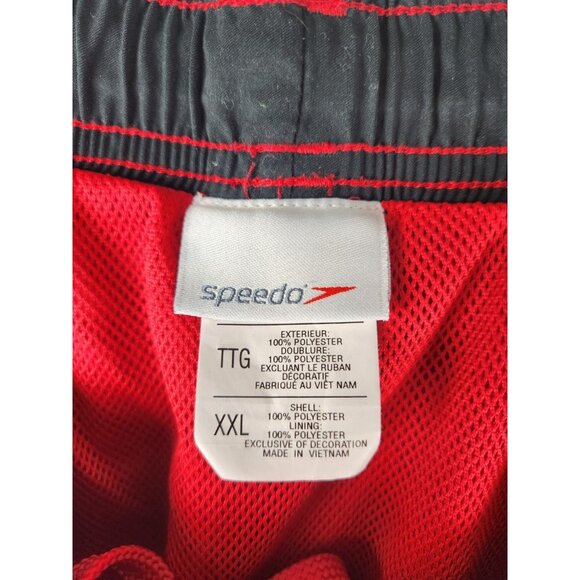 speedo
TTG
EXTERIEUR:
100% POLYESTER
DOUBLURE:
100% POLYESTER
EXCLUANT LE RUBAN
DÉCORATIF
FABRIQUÉ AU VIÊT NAM
XXL
SHELL:
100% POLYESTER
LINING:
100% POLYESTER
EXCLUSIVE OF DECORATION
MADE IN VIETNAM